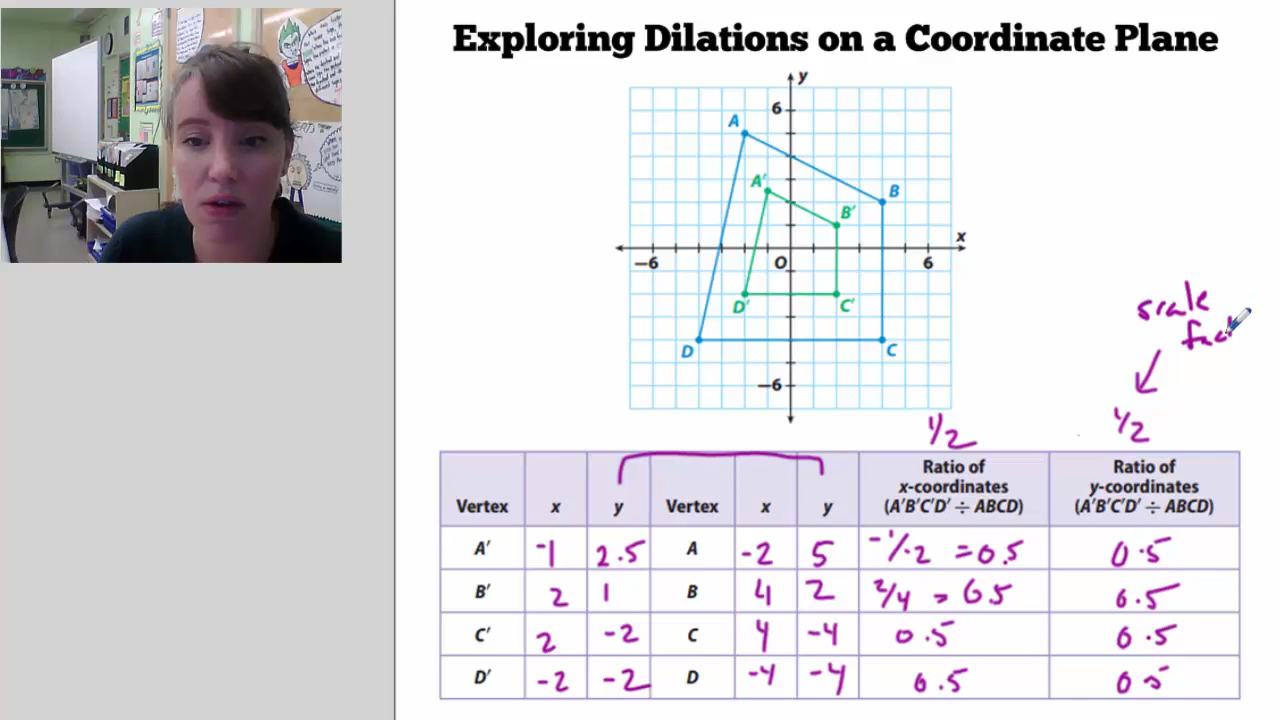 Exploring Dilations on a Coordinate Plane
y
6
A
A'
B
B'
x
-6
O
6
D'
C'
D
C
-6
scale
fac
1/2
1/2
Vertex x y Vertex x y Ratio of x-coordinates (A'B'C'D' ÷ ABCD) Ratio of y-coordinates (A'B'C'D' ÷ ABCD)
A' -1 2.5 A -2 5 -1/-2 = 0.5 0.5
B' 2 1 B 4 2 2/4 = 0.5 0.5
C' 2 -2 C 4 -4 0.5 0.5
D' -2 -2 D -4 -4 0.5 0.5